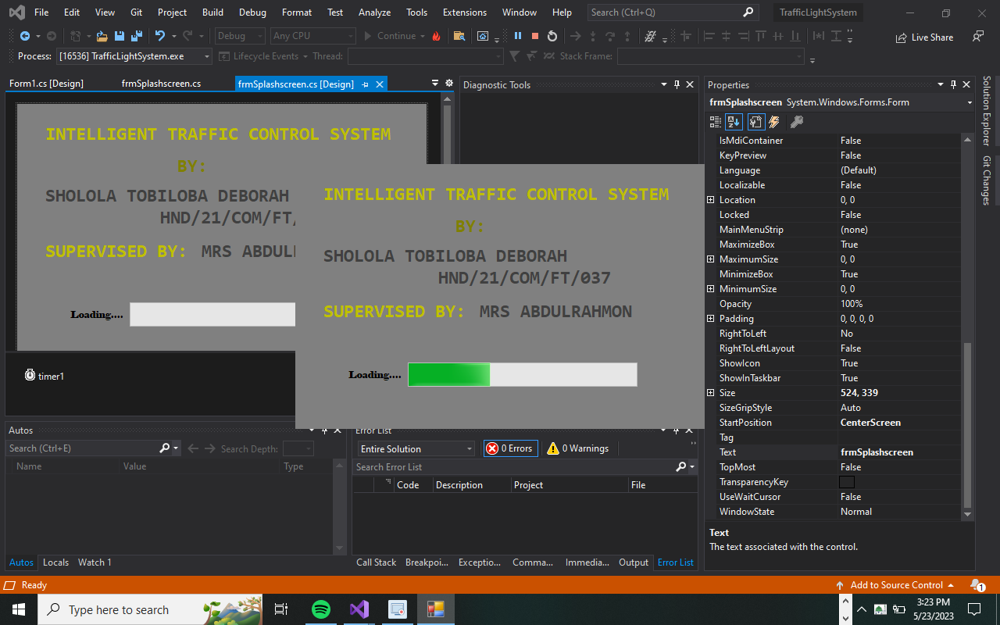 File Edit View Git Project Build Debug Format Test Analyze Tools Extensions Window Help Search (Ctrl+Q) TrafficLightSystem
Debug Any CPU Continue Live Share
Process: [16536] TrafficLightSystem.exe Lifecycle Events Thread: Stack Frame:
Form1.cs [Design] frmSplashscreen.cs frmSplashscreen.cs [Design]
INTELLIGENT TRAFFIC CONTROL SYSTEM
BY:
SHOLOLA TOBILOBA DEBORAH
HND/21/COM/FT/
SUPERVISED BY: MRS ABDUL
Loading....
timer1
Diagnostic Tools
INTELLIGENT TRAFFIC CONTROL SYSTEM
BY:
SHOLOLA TOBILOBA DEBORAH
HND/21/COM/FT/037
SUPERVISED BY: MRS ABDULRAHMON
Loading....
Properties
frmSplashscreen System.Windows.Forms.Form
IsMdiContainer False
KeyPreview False
Language (Default)
Localizable False
Location 0, 0
Locked False
MainMenuStrip (none)
MaximizeBox True
MaximumSize 0, 0
MinimizeBox True
MinimumSize 0, 0
Opacity 100%
Padding 0, 0, 0, 0
RightToLeft No
RightToLeftLayout False
ShowIcon True
ShowInTaskbar True
Size 524, 339
SizeGripStyle Auto
StartPosition CenterScreen
Tag
Text frmSplashscreen
TopMost False
TransparencyKey
UseWaitCursor False
WindowState Normal
Text
The text associated with the control.
Solution Explorer
Git Changes
Autos
Search (Ctrl+E) Search Depth:
Name Value Type
Autos Locals Watch 1
Error List
Entire Solution 0 Errors 0 Warnings
Search Error List
Code Description Project File
Call Stack Breakpoi... Exceptio... Comma... Immedia... Output Error List
Ready Add to Source Control 1
Type here to search
3:23 PM
5/23/2023